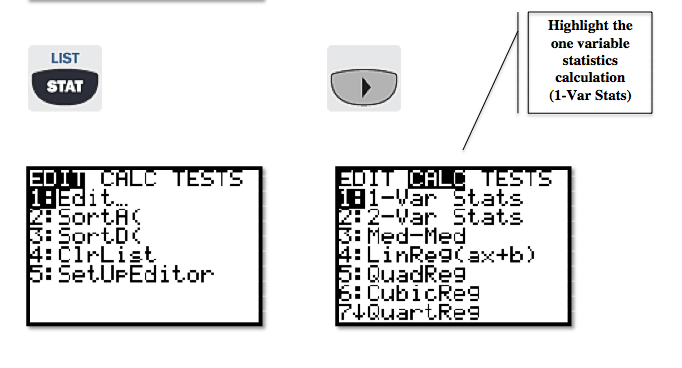 Highlight the
one variable
statistics
calculation
(1-Var Stats)
LIST
STAT
EDIT CALC TESTS
1:Edit…
2:SortA(
3:SortD(
4:ClrList
5:SetUpEditor
EDIT CALC TESTS
1:1-Var Stats
2:2-Var Stats
3:Med-Med
4:LinReg(ax+b)
5:QuadReg
6:CubicReg
7↓QuartReg